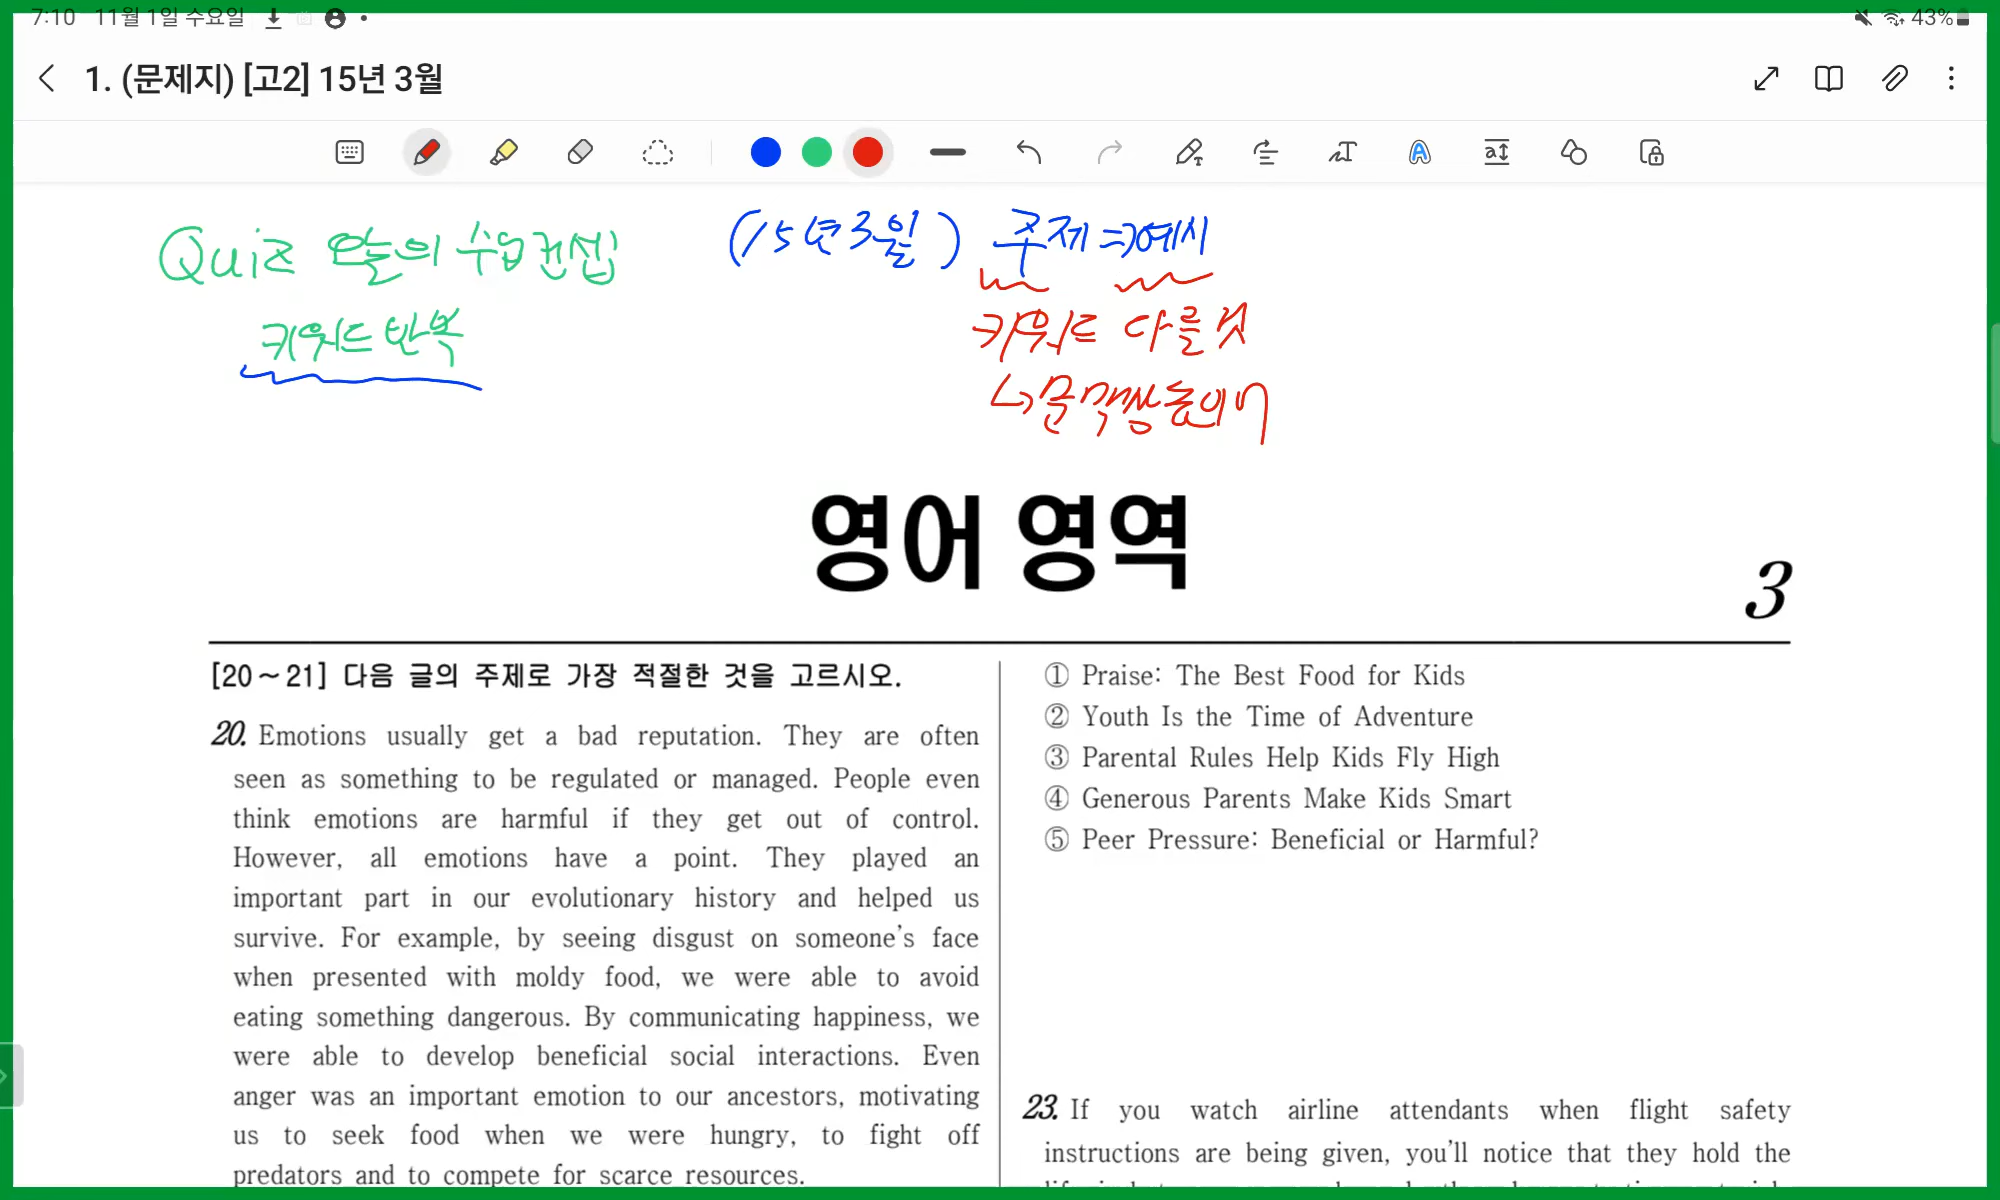 7:10 11월 1일 수요일
43%
1. (문제지) [고2] 15년 3월
Quiz 오늘의 수업컨셉
키워드 반복
(15년 3월) 주제 => 예시
키워드 다를 것
↳ 문맥상 동의어
영어 영역
3
[20~21] 다음 글의 주제로 가장 적절한 것을 고르시오.
20. Emotions usually get a bad reputation. They are often
seen as something to be regulated or managed. People even
think emotions are harmful if they get out of control.
However, all emotions have a point. They played an
important part in our evolutionary history and helped us
survive. For example, by seeing disgust on someone's face
when presented with moldy food, we were able to avoid
eating something dangerous. By communicating happiness, we
were able to develop beneficial social interactions. Even
anger was an important emotion to our ancestors, motivating
us to seek food when we were hungry, to fight off
predators and to compete for scarce resources.
① Praise: The Best Food for Kids
② Youth Is the Time of Adventure
③ Parental Rules Help Kids Fly High
④ Generous Parents Make Kids Smart
⑤ Peer Pressure: Beneficial or Harmful?
23. If you watch airline attendants when flight safety
instructions are being given, you'll notice that they hold the